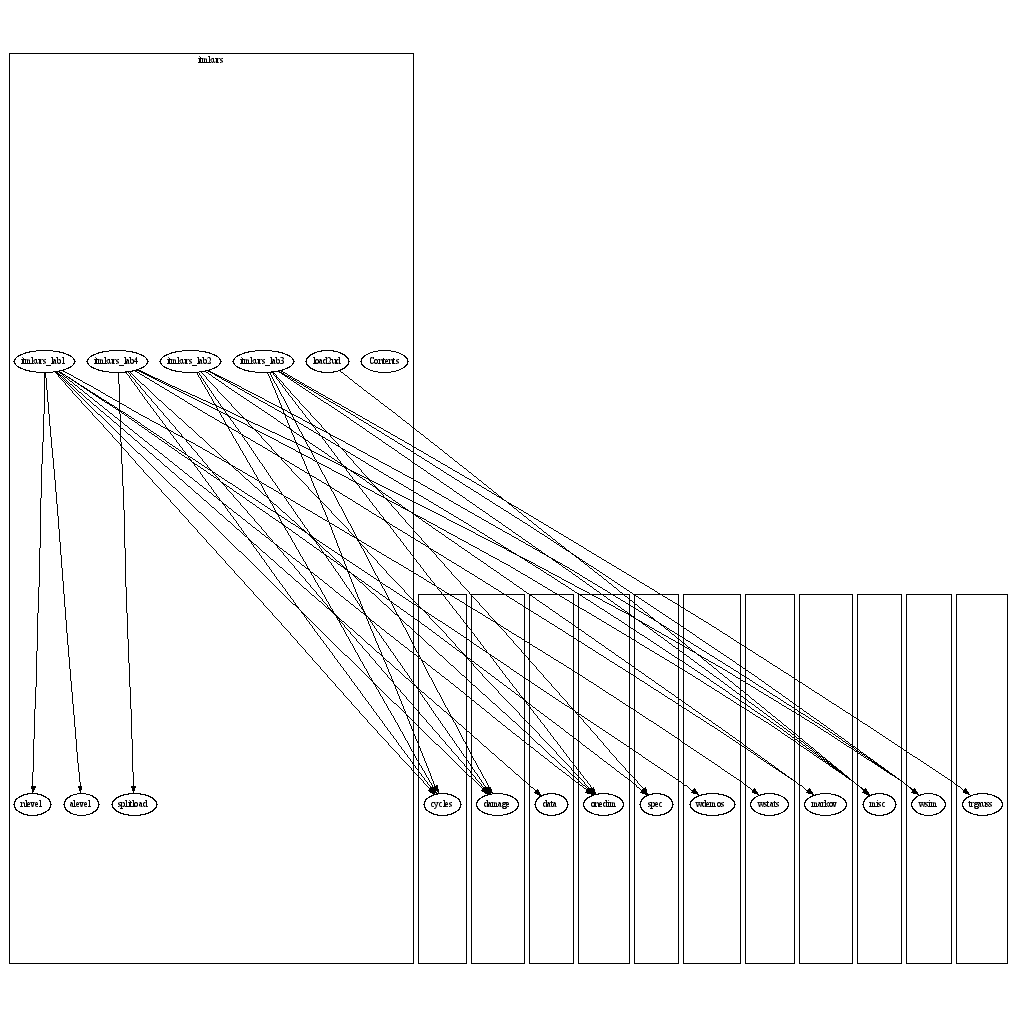 itmkurs
itmkurs_lab1 itmkurs_lab4 itmkurs_lab2 itmkurs_lab3 Contents
nlevel alevel splitload cycles damage data onedim spec wdemos wstats markov misc wsim trgauss